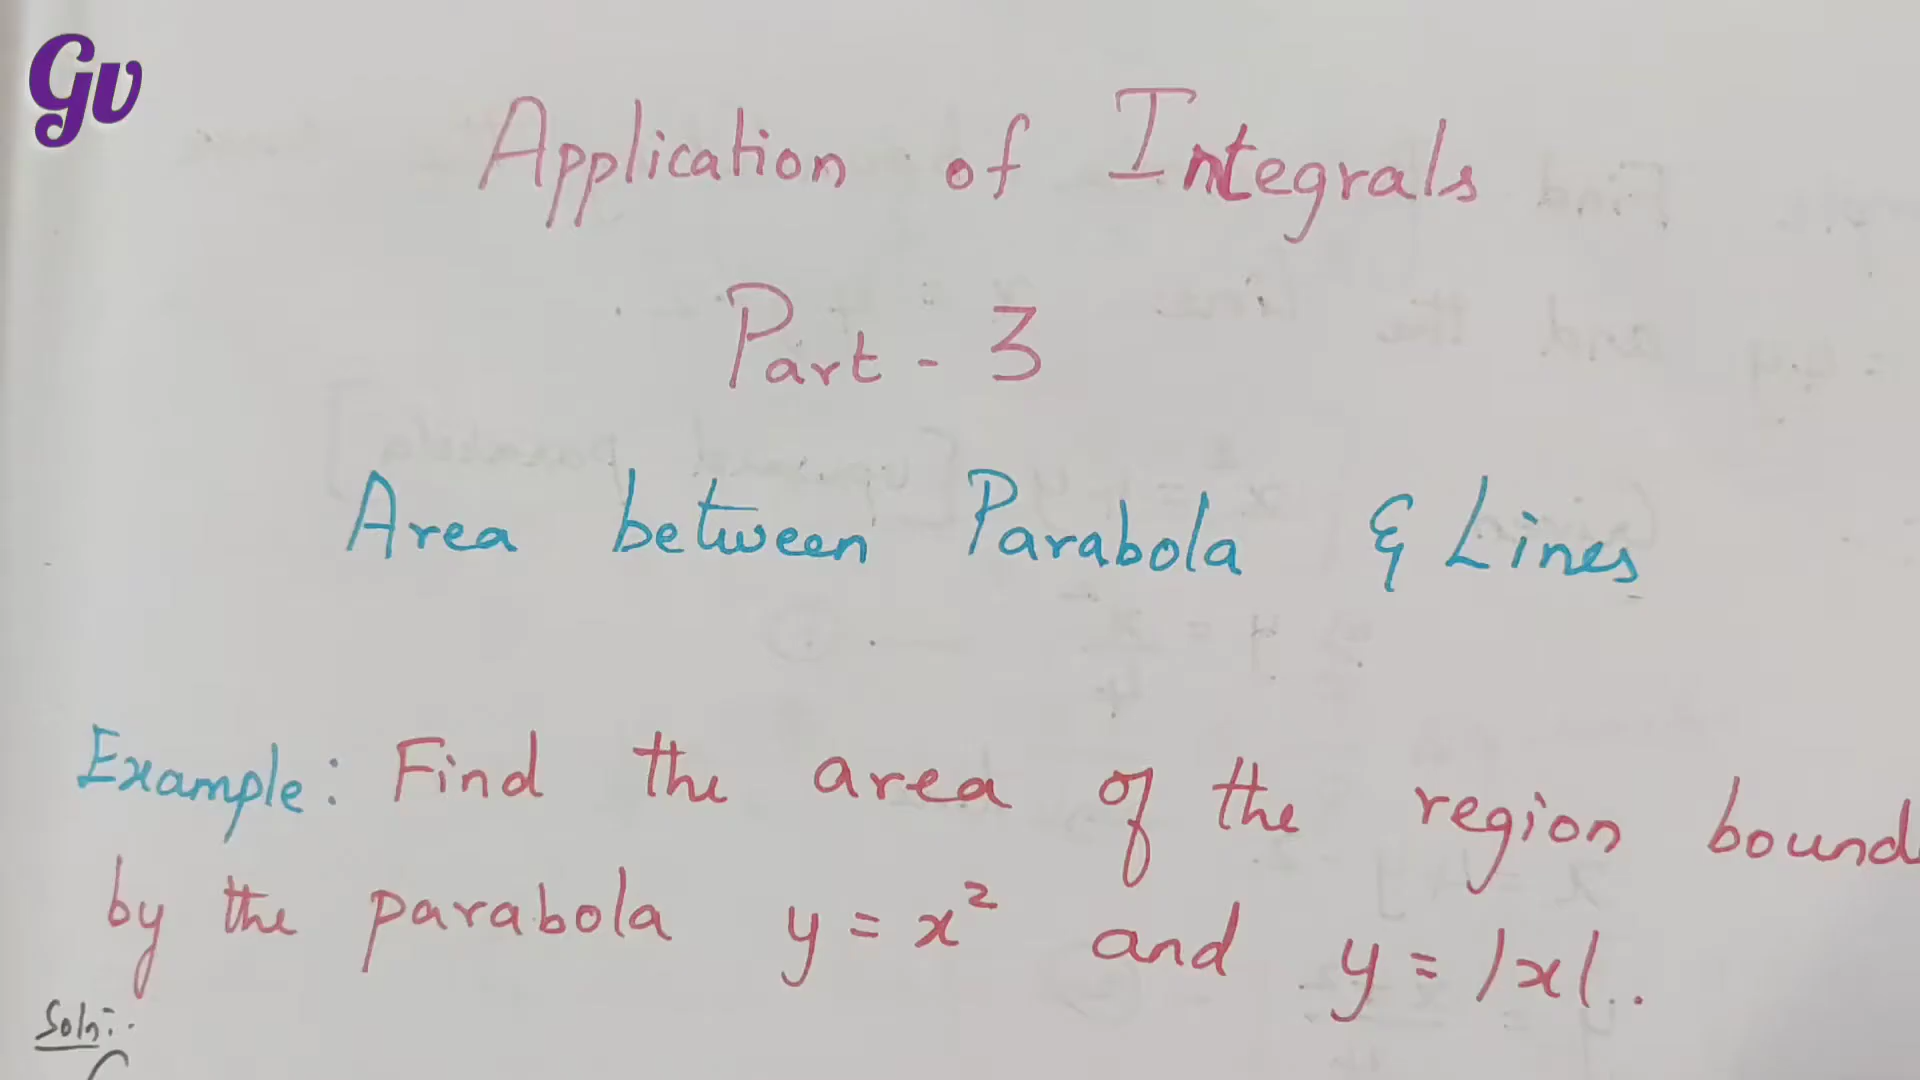 Gv
Application of Integrals
Part - 3
Area between Parabola & Lines
Example: Find the area of the region bound
by the parabola y = x² and y = |x|.
Soln:-